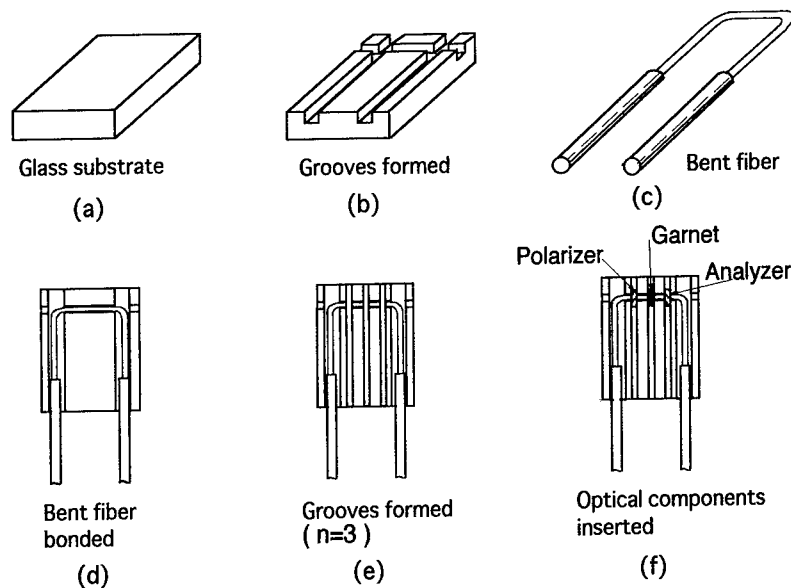 Glass substrate
(a)
Grooves formed
(b)
Bent fiber
(c)
Bent fiber
bonded
(d)
Grooves formed
( n=3 )
(e)
Polarizer
Garnet
Analyzer
Optical components
inserted
(f)